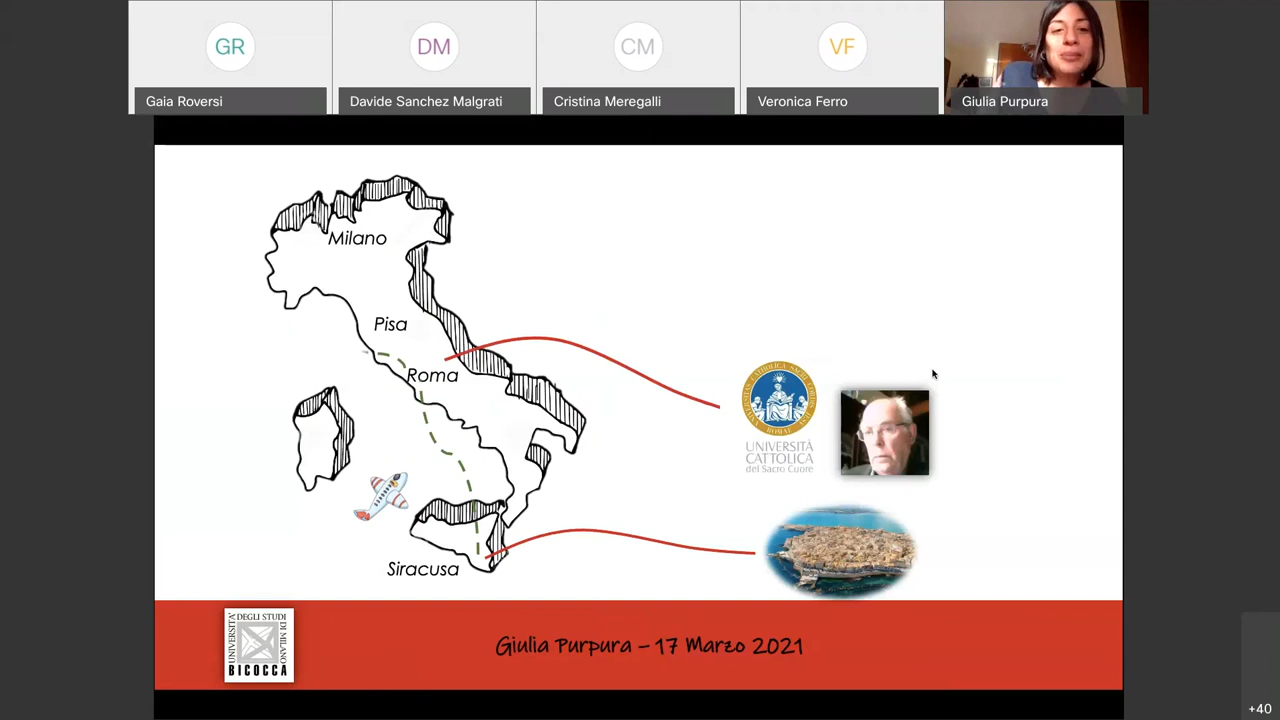 GR
DM
CM
VF
Gaia Roversi
Davide Sanchez Malgrati
Cristina Meregalli
Veronica Ferro
Giulia Purpura
Milano
Pisa
Roma
Siracusa
UNIVERSITÀ
CATTOLICA
del Sacro Cuore
UNIVERSITÀ
DEGLI STUDI
DI MILANO
BICOCCA
Giulia Purpura – 17 Marzo 2021
+40